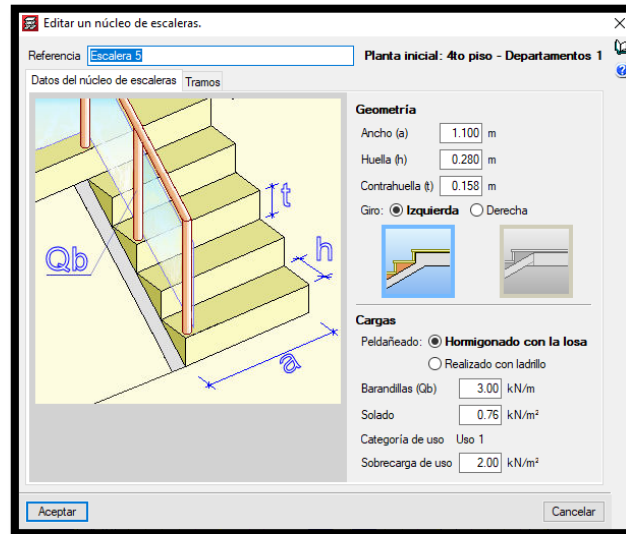 Editar un núcleo de escaleras.
Referencia Escalera 5 Planta inicial: 4to piso - Departamentos 1
Datos del núcleo de escaleras Tramos
Qb
t
h
a
Geometría
Ancho (a) 1.100 m
Huella (h) 0.280 m
Contrahuella (t) 0.158 m
Giro: Izquierda Derecha
Cargas
Peldañeado: Hormigonado con la losa
Realizado con ladrillo
Barandillas (Qb) 3.00 kN/m
Solado 0.76 kN/m²
Categoría de uso Uso 1
Sobrecarga de uso 2.00 kN/m²
Aceptar Cancelar